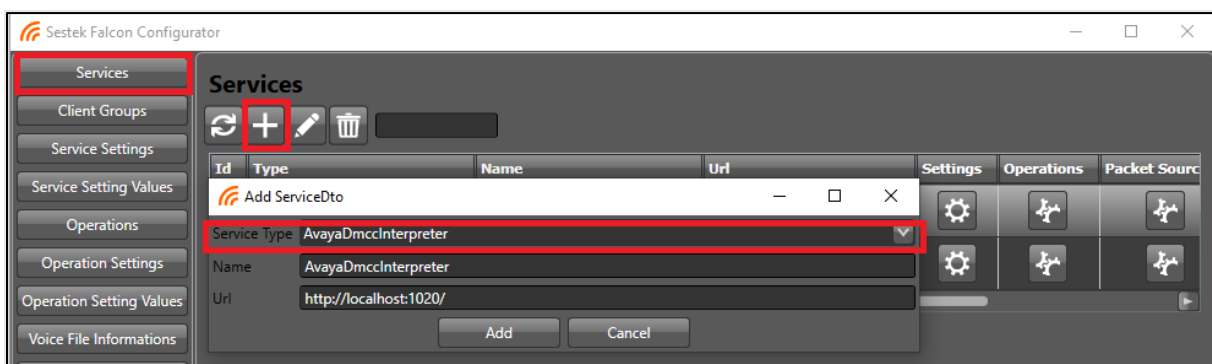 Sestek Falcon Configurator
Services
Client Groups
Service Settings
Service Setting Values
Operations
Operation Settings
Operation Setting Values
Voice File Informations
Services
Id Type Name Url Settings Operations Packet Sourc
Add ServiceDto
Service Type AvayaDmccInterpreter
Name AvayaDmccInterpreter
Url http://localhost:1020/
Add Cancel